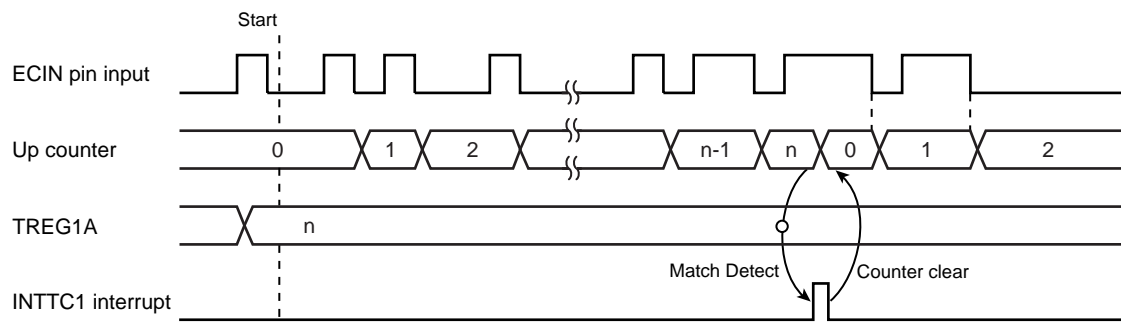 Start
ECIN pin input
Up counter
0 1 2 n-1 n 0 1 2
TREG1A
n
Match Detect Counter clear
INTTC1 interrupt